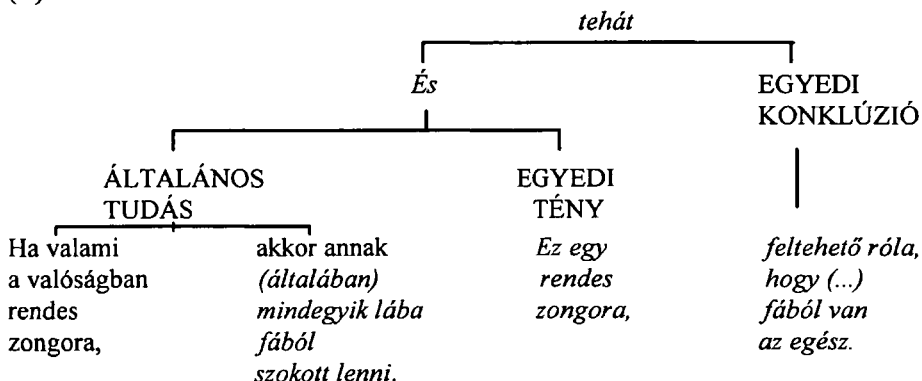 tehát
És
EGYEDI
KONKLÚZIÓ
ÁLTALÁNOS
TUDÁS
EGYEDI
TÉNY
Ha valami
a valóságban
rendes
zongora,
akkor annak
(általában)
mindegyik lába
fából
szokott lenni.
Ez egy
rendes
zongora,
feltehető róla,
hogy (...)
fából van
az egész.